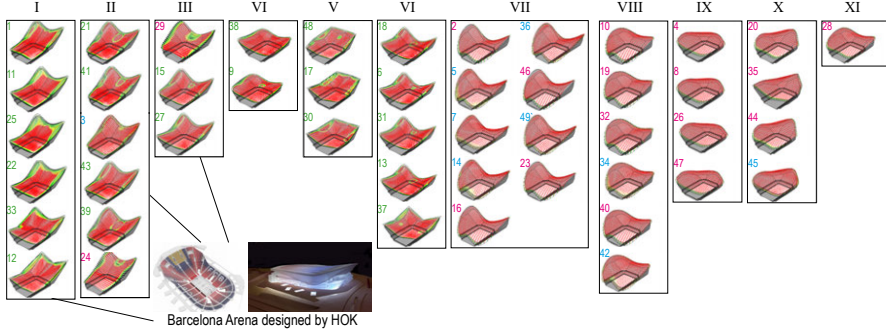 I II III VI V VI VII VIII IX X XI
1 21 29 38 48 18 2 36 10 4 20 28
11 41 15 9 17 6 5 46 19 8 35
25 3 27 30 31 7 49 32 26 44
22 43 13 14 23 34 47 45
33 39 37 16 40
12 24 42
Barcelona Arena designed by HOK